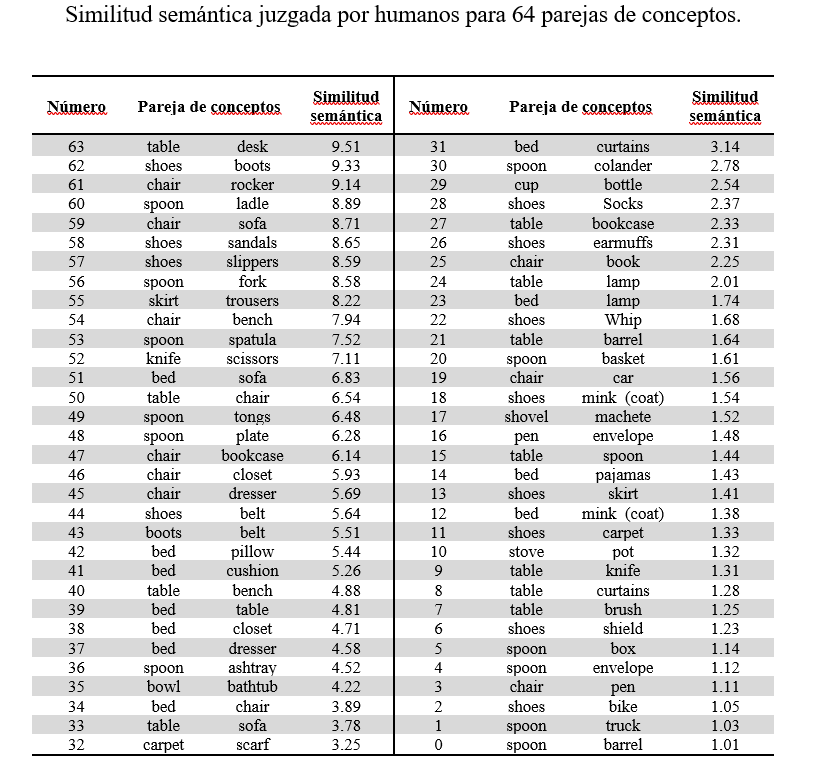 Similitud semántica juzgada por humanos para 64 parejas de conceptos.
Número Pareja de conceptos Similitud semántica Número Pareja de conceptos Similitud semántica
63 table desk 9.51 31 bed curtains 3.14
62 shoes boots 9.33 30 spoon colander 2.78
61 chair rocker 9.14 29 cup bottle 2.54
60 spoon ladle 8.89 28 shoes Socks 2.37
59 chair sofa 8.71 27 table bookcase 2.33
58 shoes sandals 8.65 26 shoes earmuffs 2.31
57 shoes slippers 8.59 25 chair book 2.25
56 spoon fork 8.58 24 table lamp 2.01
55 skirt trousers 8.22 23 bed lamp 1.74
54 chair bench 7.94 22 shoes Whip 1.68
53 spoon spatula 7.52 21 table barrel 1.64
52 knife scissors 7.11 20 spoon basket 1.61
51 bed sofa 6.83 19 chair car 1.56
50 table chair 6.54 18 shoes mink (coat) 1.54
49 spoon tongs 6.48 17 shovel machete 1.52
48 spoon plate 6.28 16 pen envelope 1.48
47 chair bookcase 6.14 15 table spoon 1.44
46 chair closet 5.93 14 bed pajamas 1.43
45 chair dresser 5.69 13 shoes skirt 1.41
44 shoes belt 5.64 12 bed mink (coat) 1.38
43 boots belt 5.51 11 shoes carpet 1.33
42 bed pillow 5.44 10 stove pot 1.32
41 bed cushion 5.26 9 table knife 1.31
40 table bench 4.88 8 table curtains 1.28
39 bed table 4.81 7 table brush 1.25
38 bed closet 4.71 6 shoes shield 1.23
37 bed dresser 4.58 5 spoon box 1.14
36 spoon ashtray 4.52 4 spoon envelope 1.12
35 bowl bathtub 4.22 3 chair pen 1.11
34 bed chair 3.89 2 shoes bike 1.05
33 table sofa 3.78 1 spoon truck 1.03
32 carpet scarf 3.25 0 spoon barrel 1.01